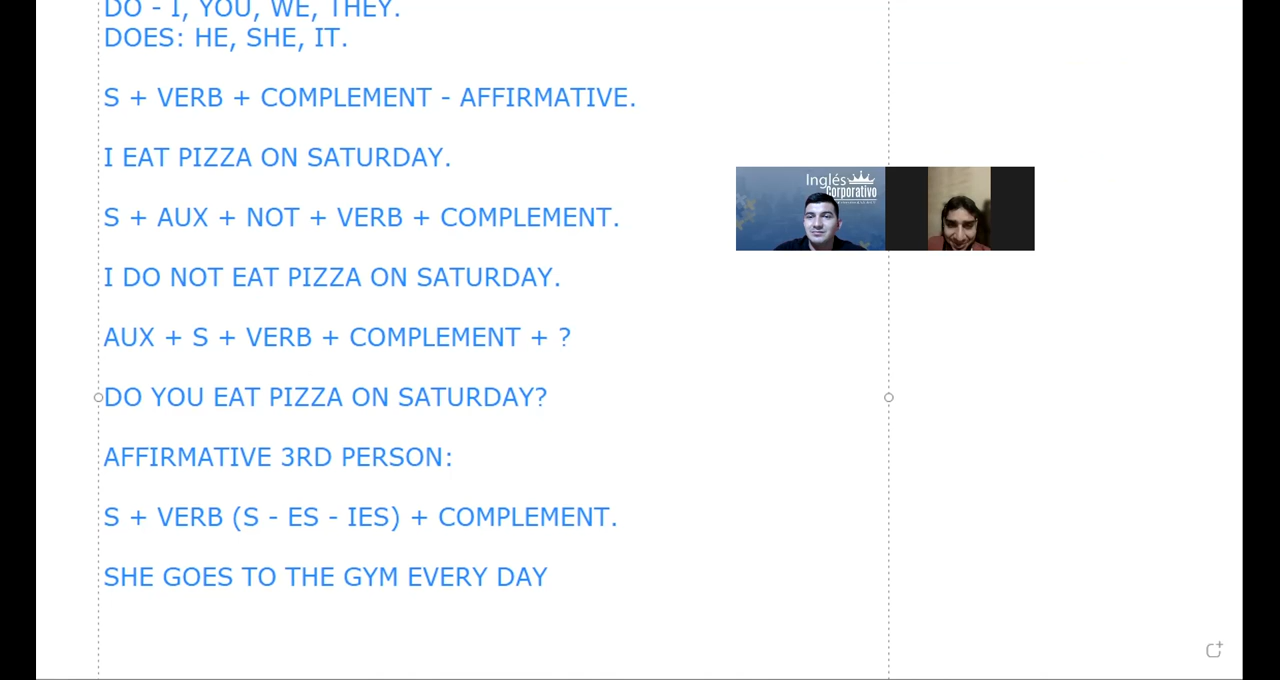 DO - I, YOU, WE, THEY.
DOES: HE, SHE, IT.
S + VERB + COMPLEMENT - AFFIRMATIVE.
I EAT PIZZA ON SATURDAY.
S + AUX + NOT + VERB + COMPLEMENT.
I DO NOT EAT PIZZA ON SATURDAY.
AUX + S + VERB + COMPLEMENT + ?
DO YOU EAT PIZZA ON SATURDAY?
AFFIRMATIVE 3RD PERSON:
S + VERB (S - ES - IES) + COMPLEMENT.
SHE GOES TO THE GYM EVERY DAY
Inglés
Corporativo